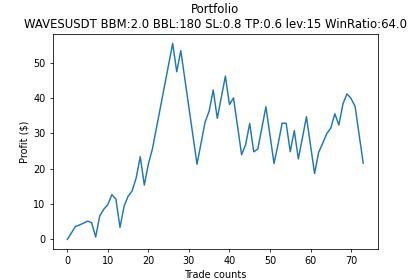 Portfolio
WAVESUSDT BBM:2.0 BBL:180 SL:0.8 TP:0.6 lev:15 WinRatio:64.0
Profit ($)
50
40
30
20
10
0
0 10 20 30 40 50 60 70
Trade counts